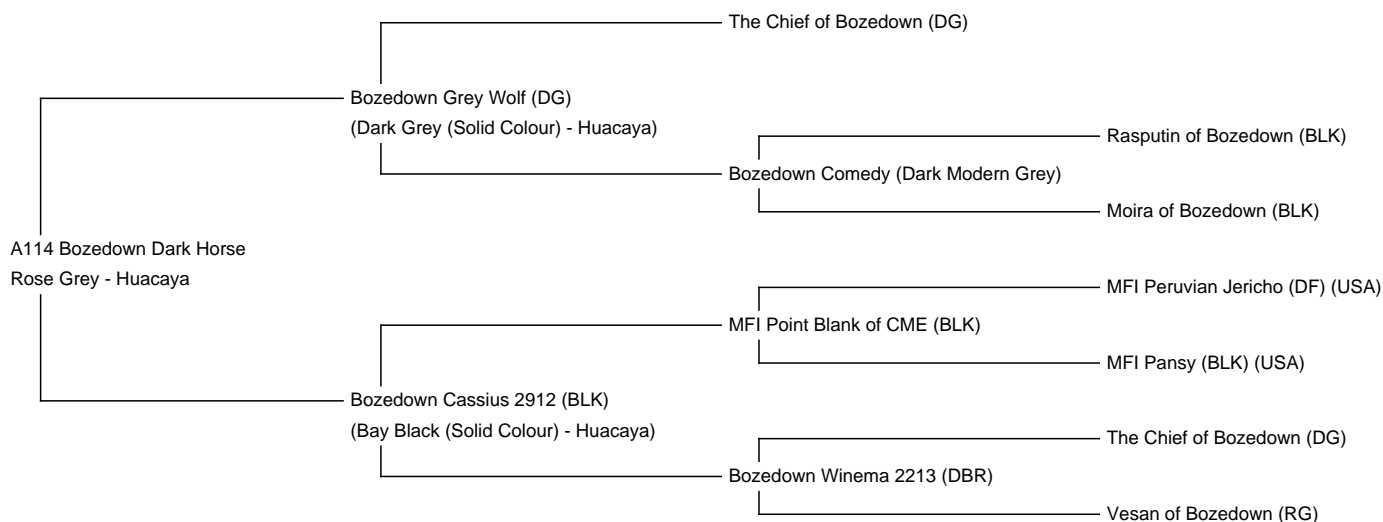 The Chief of Bozedown (DG)
Bozedown Grey Wolf (DG)
(Dark Grey (Solid Colour) - Huacaya)
Rasputin of Bozedown (BLK)
Bozedown Comedy (Dark Modern Grey)
Moira of Bozedown (BLK)
A114 Bozedown Dark Horse
Rose Grey - Huacaya
MFI Peruvian Jericho (DF) (USA)
MFI Point Blank of CME (BLK)
MFI Pansy (BLK) (USA)
Bozedown Cassius 2912 (BLK)
(Bay Black (Solid Colour) - Huacaya)
The Chief of Bozedown (DG)
Bozedown Winema 2213 (DBR)
Vesan of Bozedown (RG)